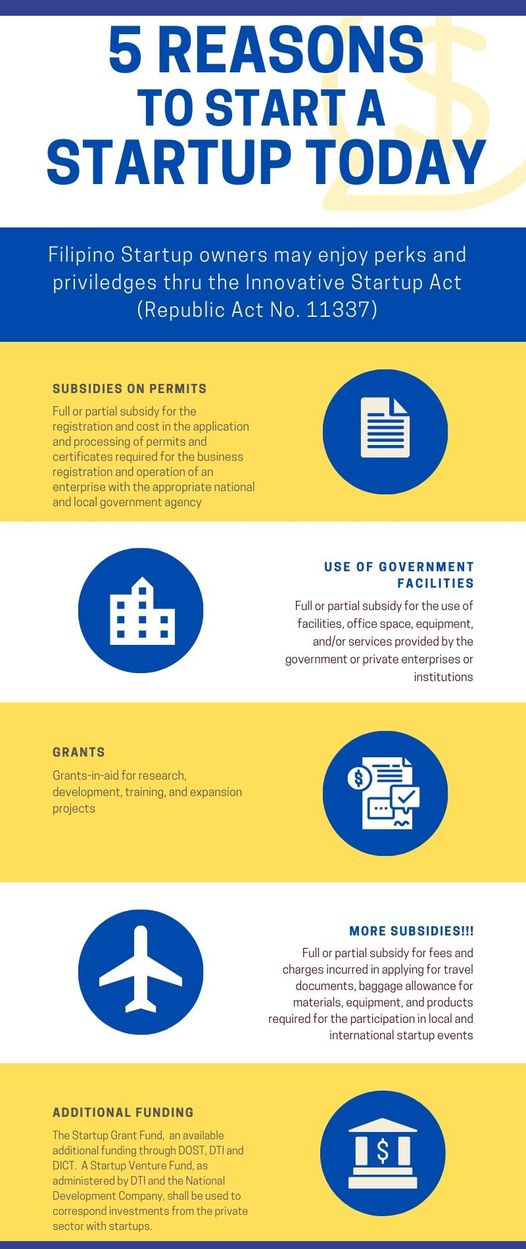 5 REASONS
TO START A
STARTUP TODAY
Filipino Startup owners may enjoy perks and
priviledges thru the Innovative Startup Act
(Republic Act No. 11337)
SUBSIDIES ON PERMITS
Full or partial subsidy for the
registration and cost in the application
and processing of permits and
certificates required for the business
registration and operation of an
enterprise with the appropriate national
and local government agency
USE OF GOVERNMENT
FACILITIES
Full or partial subsidy for the use of
facilities, office space, equipment,
and/or services provided by the
government or private enterprises or
institutions
GRANTS
Grants-in-aid for research,
development, training, and expansion
projects
MORE SUBSIDIES!!!
Full or partial subsidy for fees and
charges incurred in applying for travel
documents, baggage allowance for
materials, equipment, and products
required for the participation in local and
international startup events
ADDITIONAL FUNDING
The Startup Grant Fund, an available
additional funding through DOST, DTI and
DICT. A Startup Venture Fund, as
administered by DTI and the National
Development Company, shall be used to
correspond investments from the private
sector with startups.